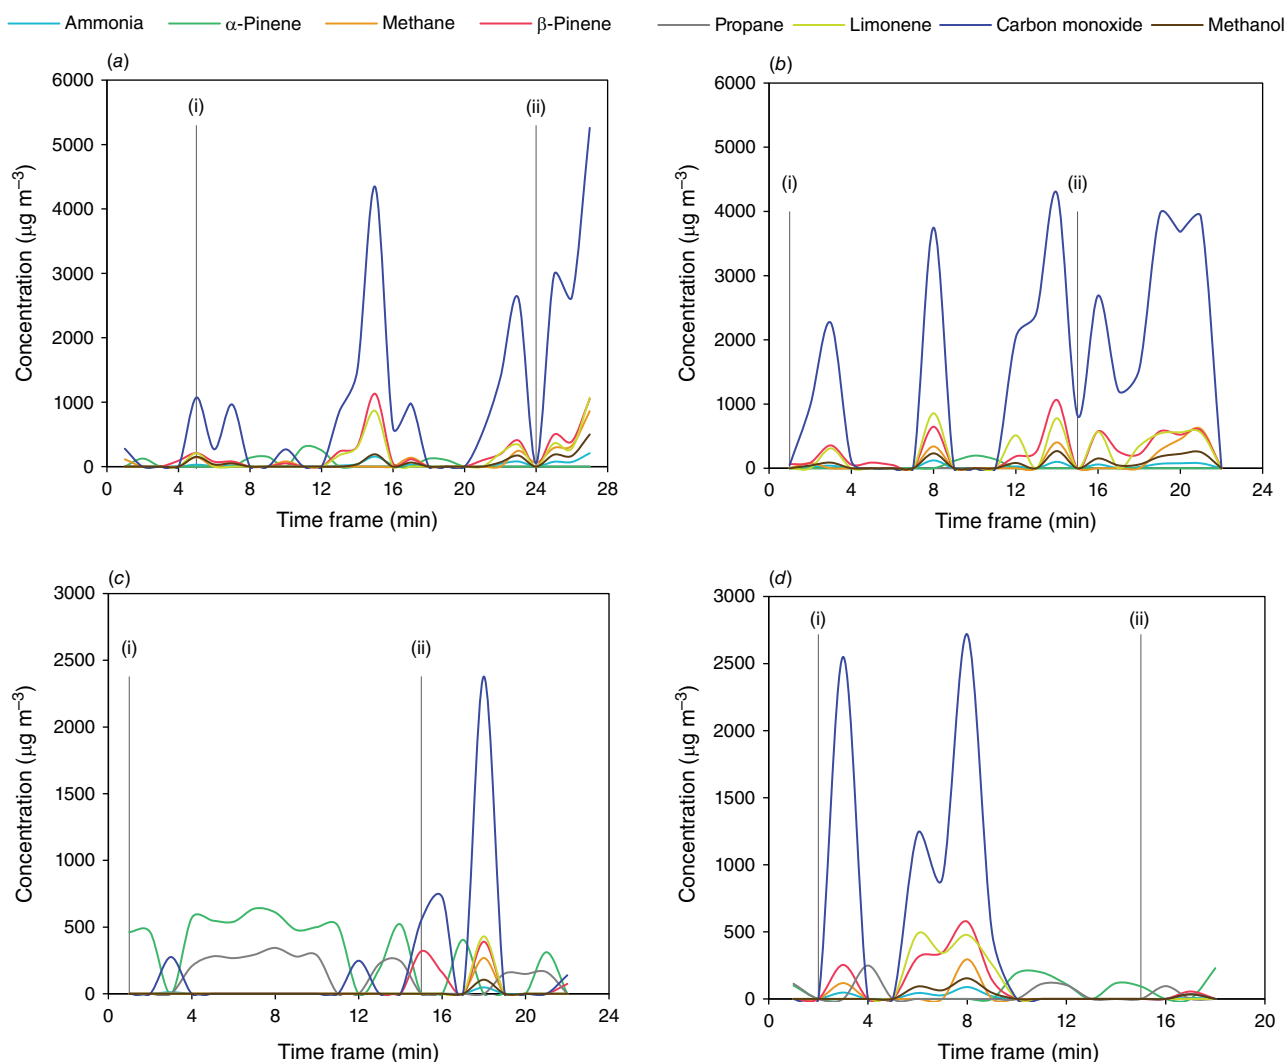 Ammonia α-Pinene Methane β-Pinene Propane Limonene Carbon monoxide Methanol
(a)
6000
5000
4000
3000
2000
1000
0
Concentration (µg m⁻³)
(i)
(ii)
0 4 8 12 16 20 24 28
Time frame (min)
(b)
6000
5000
4000
3000
2000
1000
0
Concentration (µg m⁻³)
(i)
(ii)
0 4 8 12 16 20 24
Time frame (min)
(c)
3000
2500
2000
1500
1000
500
0
Concentration (µg m⁻³)
(i)
(ii)
0 4 8 12 16 20 24
Time frame (min)
(d)
3000
2500
2000
1500
1000
500
0
Concentration (µg m⁻³)
(i)
(ii)
0 4 8 12 16 20
Time frame (min)